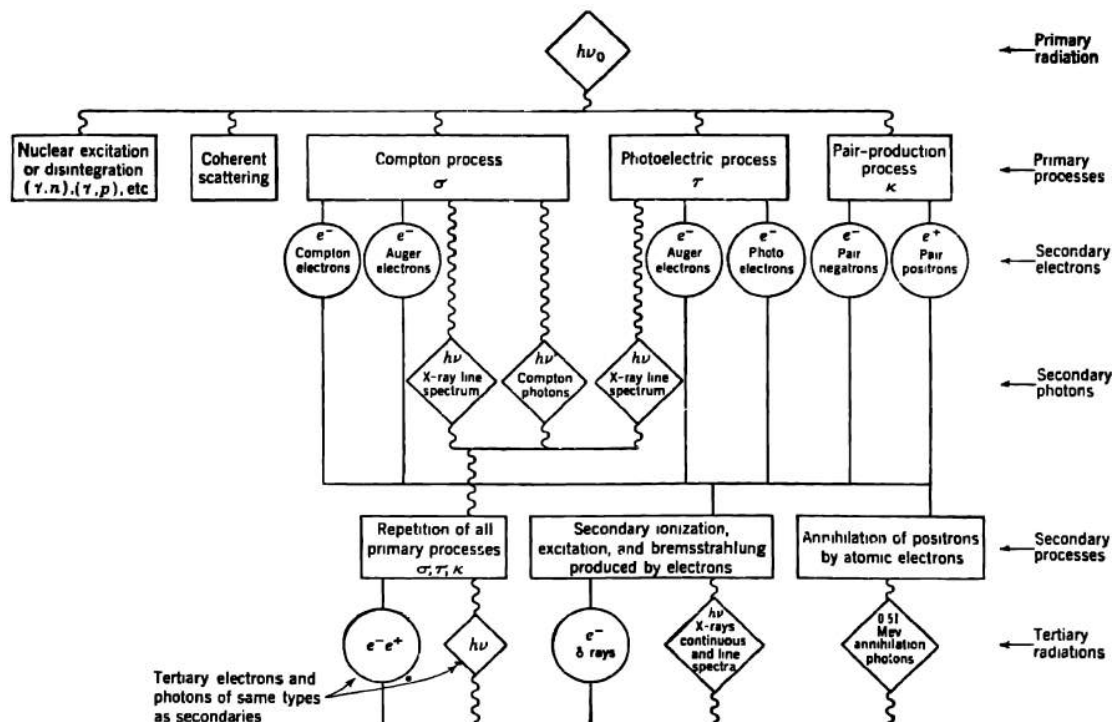 hν₀
Primary
radiation
Nuclear excitation
or disintegration
(γ,n),(γ,p), etc
Coherent
scattering
Compton process
σ
Photoelectric process
τ
Pair-production
process
κ
Primary
processes
e⁻
Compton
electrons
e⁻
Auger
electrons
e⁻
Auger
electrons
e⁻
Photo
electrons
e⁻
Pair
negatrons
e⁺
Pair
positrons
Secondary
electrons
hν
X-ray line
spectrum
hν'
Compton
photons
hν
X-ray line
spectrum
Secondary
photons
Repetition of all
primary processes
σ, τ, κ
Secondary ionization,
excitation, and bremsstrahlung
produced by electrons
Annihilation of positrons
by atomic electrons
Secondary
processes
e⁻e⁺
hν
e⁻
δ rays
hν
X-rays
continuous
and line
spectra
0 51
Mev
annihilation
photons
Tertiary
radiations
Tertiary electrons and
photons of same types
as secondaries